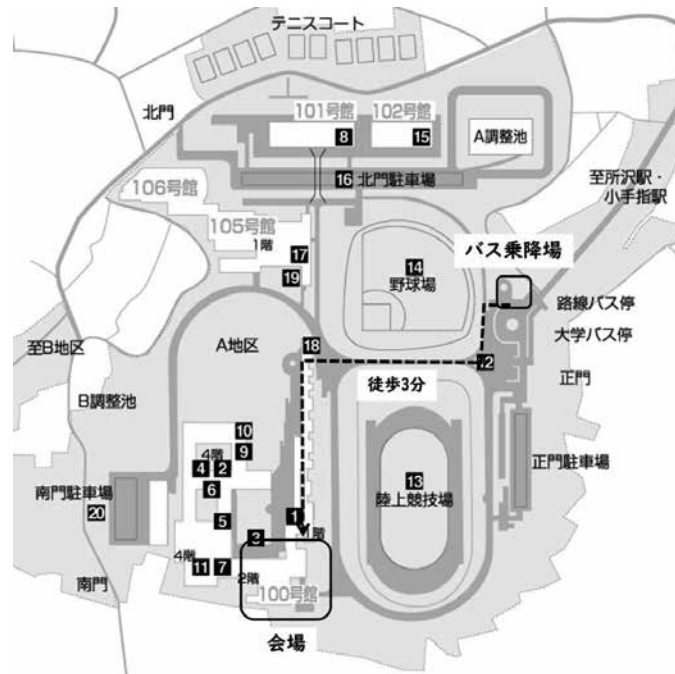 テニスコート
北門
101号館
102号館
8
15
A調整池
16
北門駐車場
至所沢駅・
小手指駅
106号館
105号館
1階
17
19
14
野球場
バス乗降場
路線バス停
大学バス停
正門
至B地区
A地区
18
徒歩3分
B調整池
10
9
4階
4
2
6
南門駐車場
20
5
1
階
3
13
陸上競技場
正門駐車場
4階
11
7
2階
南門
100号館
会場